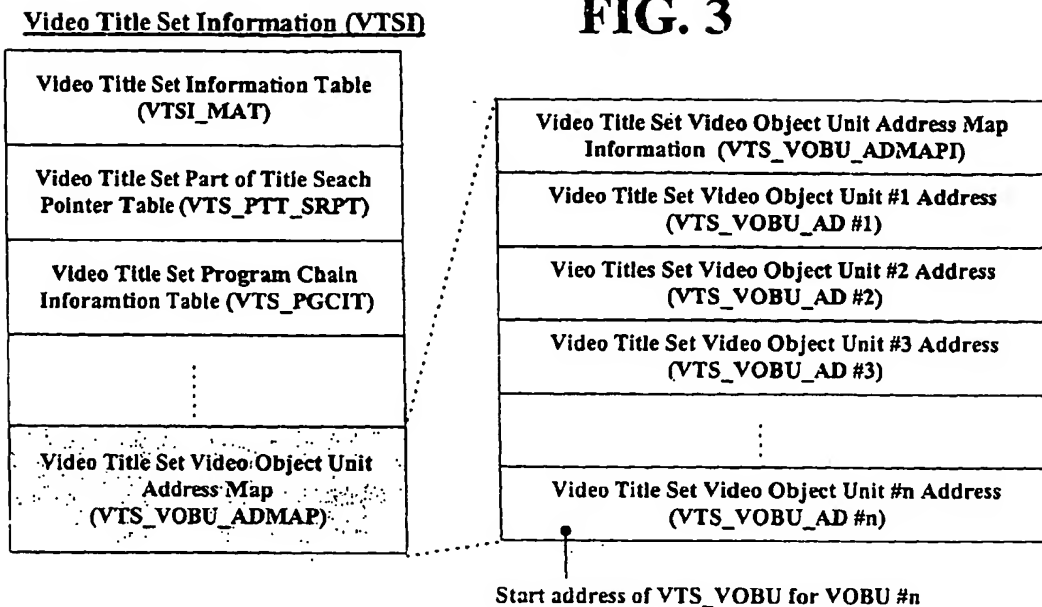 Video Title Set Information (VTSI)
FIG. 3
Video Title Set Information Table
(VTSI_MAT)
Video Title Set Part of Title Seach
Pointer Table (VTS_PTT_SRPT)
Video Title Set Program Chain
Inforamtion Table (VTS_PGCIT)
Video Title Set Video Object Unit
Address Map
(VTS_VOBU_ADMAP)
Video Title Set Video Object Unit Address Map
Information (VTS_VOBU_ADMAPI)
Video Title Set Video Object Unit #1 Address
(VTS_VOBU_AD #1)
Vieo Titles Set Video Object Unit #2 Address
(VTS_VOBU_AD #2)
Video Title Set Video Object Unit #3 Address
(VTS_VOBU_AD #3)
Video Title Set Video Object Unit #n Address
(VTS_VOBU_AD #n)
Start address of VTS_VOBU for VOBU #n